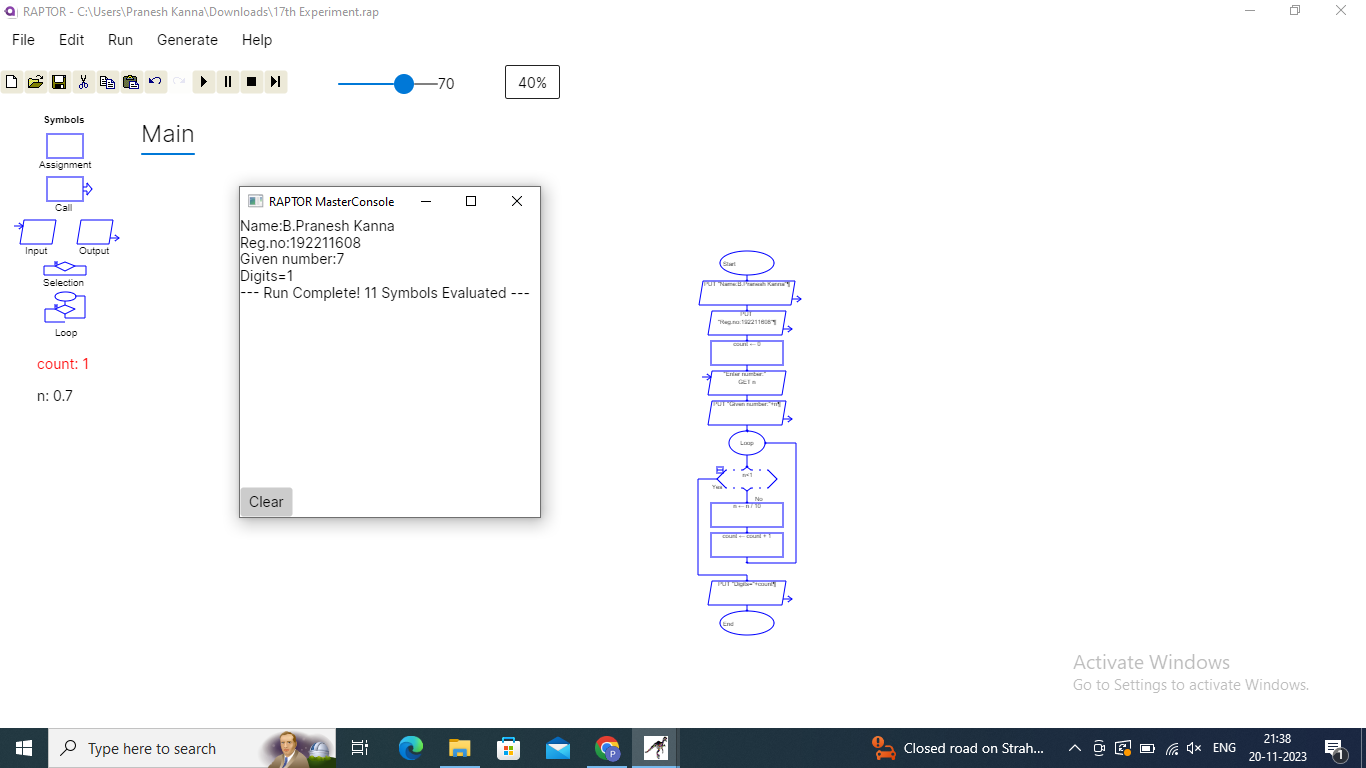 RAPTOR - C:\Users\Pranesh Kanna\Downloads\17th Experiment.rap
File Edit Run Generate Help
70
40%
Symbols
Assignment
Call
Input Output
Selection
Loop
count: 1
n: 0.7
Main
RAPTOR MasterConsole
Name:B.Pranesh Kanna
Reg.no:192211608
Given number:7
Digits=1
--- Run Complete! 11 Symbols Evaluated ---
Clear
Start
PUT "Name:B.Pranesh Kanna"¶
PUT
"Reg.no:192211608"¶
count ← 0
"Enter number:"
GET n
PUT "Given number:"+n¶
Loop
n<1
Yes
No
n ← n / 10
count ← count + 1
PUT "Digits="+count¶
End
Activate Windows
Go to Settings to activate Windows.
Type here to search
Closed road on Strah...
ENG
21:38
20-11-2023
1